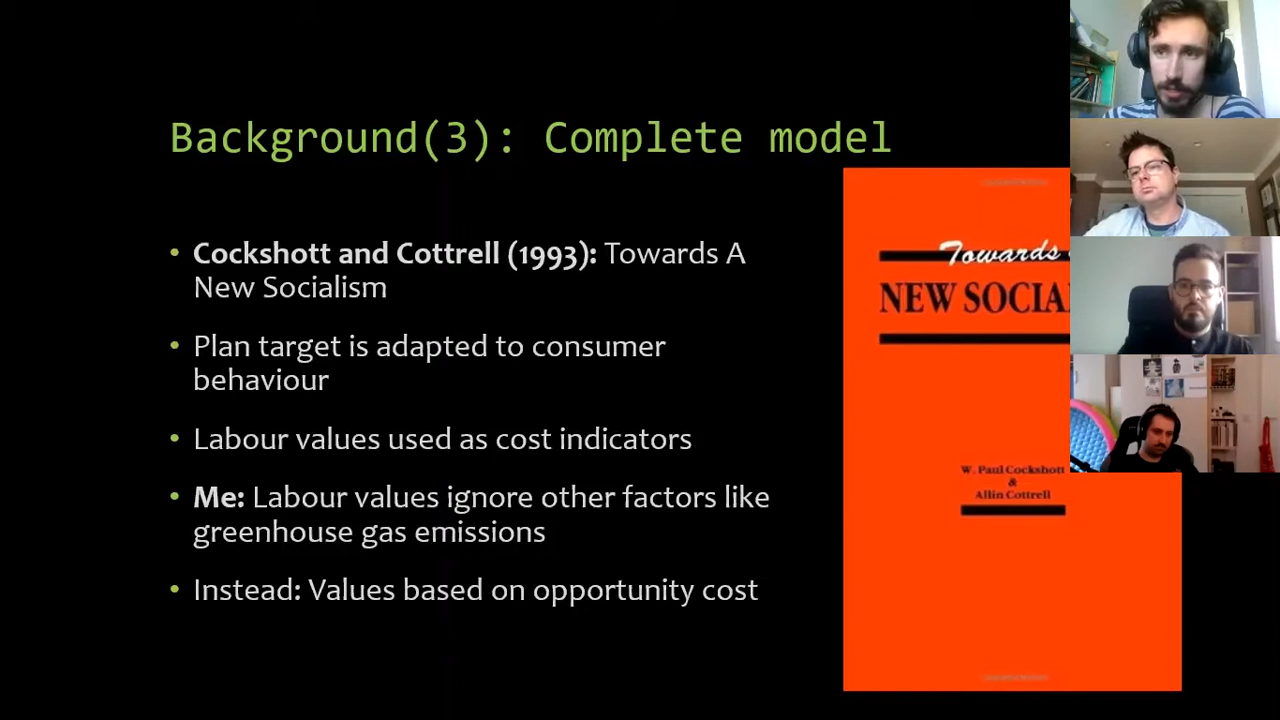 Background(3): Complete model
• Cockshott and Cottrell (1993): Towards A
New Socialism
• Plan target is adapted to consumer
behaviour
• Labour values used as cost indicators
• Me: Labour values ignore other factors like
greenhouse gas emissions
• Instead: Values based on opportunity cost
Towards
NEW SOCIA
W. Paul Cockshott
&
Allin Cottrell